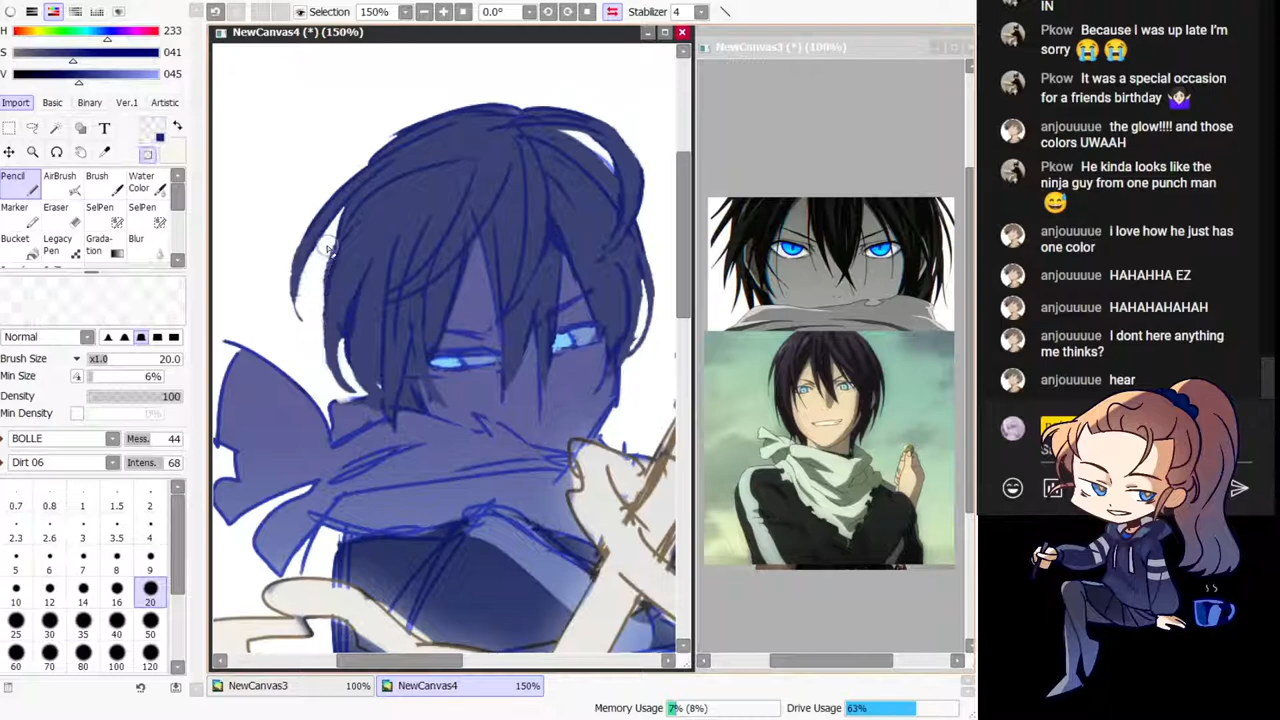 Selection
150%
0.0°
Stabilizer
4
H
233
S
041
V
045
Import
Basic
Binary
Ver.1
Artistic
T
Pencil
AirBrush
Brush
Water
Color
Marker
Eraser
SelPen
SelPen
Bucket
Legacy
Pen
Grada-
tion
Blur
Normal
Brush Size
x1.0
20.0
Min Size
6%
Density
100
Min Density
0%
BOLLE
Mess.
44
Dirt 06
Intens.
68
0.7
0.8
1
1.5
2
2.3
2.6
3
3.5
4
5
6
7
8
9
10
12
14
16
20
25
30
35
40
50
60
70
80
100
120
NewCanvas4 (*) (150%)
NewCanvas3 (*) (100%)
NewCanvas3
100%
NewCanvas4
150%
Memory Usage
7% (8%)
Drive Usage
63%
IN
Pkow Because I was up late I'm
sorry 😭 😭
Pkow It was a special occasion
for a friends birthday 🤷🏻‍♀️
anjouuuue the glow!!!! and those
colors UWAAH
Pkow He kinda looks like the
ninja guy from one punch man
😅
anjouuuue i love how he just has
one color
anjouuuue HAHAHHA EZ
anjouuuue HAHAHAHAHAH
anjouuuue I dont here anything
me thinks?
anjouuuue hear